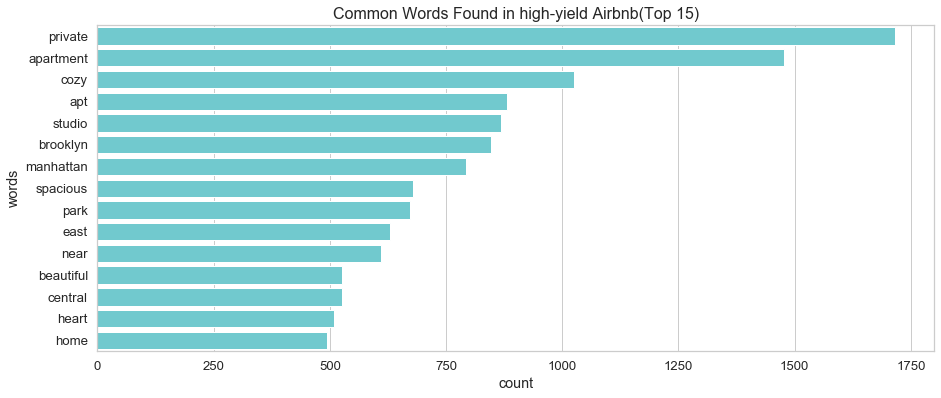 Common Words Found in high-yield Airbnb(Top 15)
words
private
apartment
cozy
apt
studio
brooklyn
manhattan
spacious
park
east
near
beautiful
central
heart
home
0 250 500 750 1000 1250 1500 1750
count